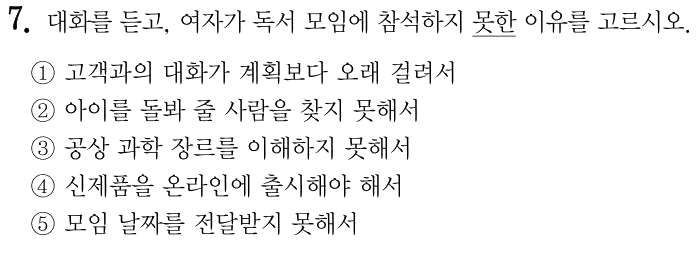 7. 대화를 듣고, 여자가 독서 모임에 참석하지 못한 이유를 고르시오.
① 고객과의 대화가 계획보다 오래 걸려서
② 아이를 돌봐 줄 사람을 찾지 못해서
③ 공상 과학 장르를 이해하지 못해서
④ 신제품을 온라인에 출시해야 해서
⑤ 모임 날짜를 전달받지 못해서